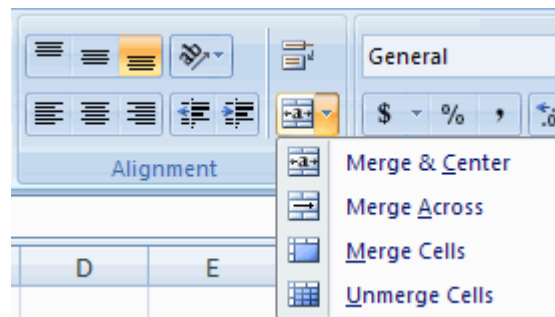 General
$ % ,
Alignment
Merge & Center
Merge Across
Merge Cells
Unmerge Cells
D E